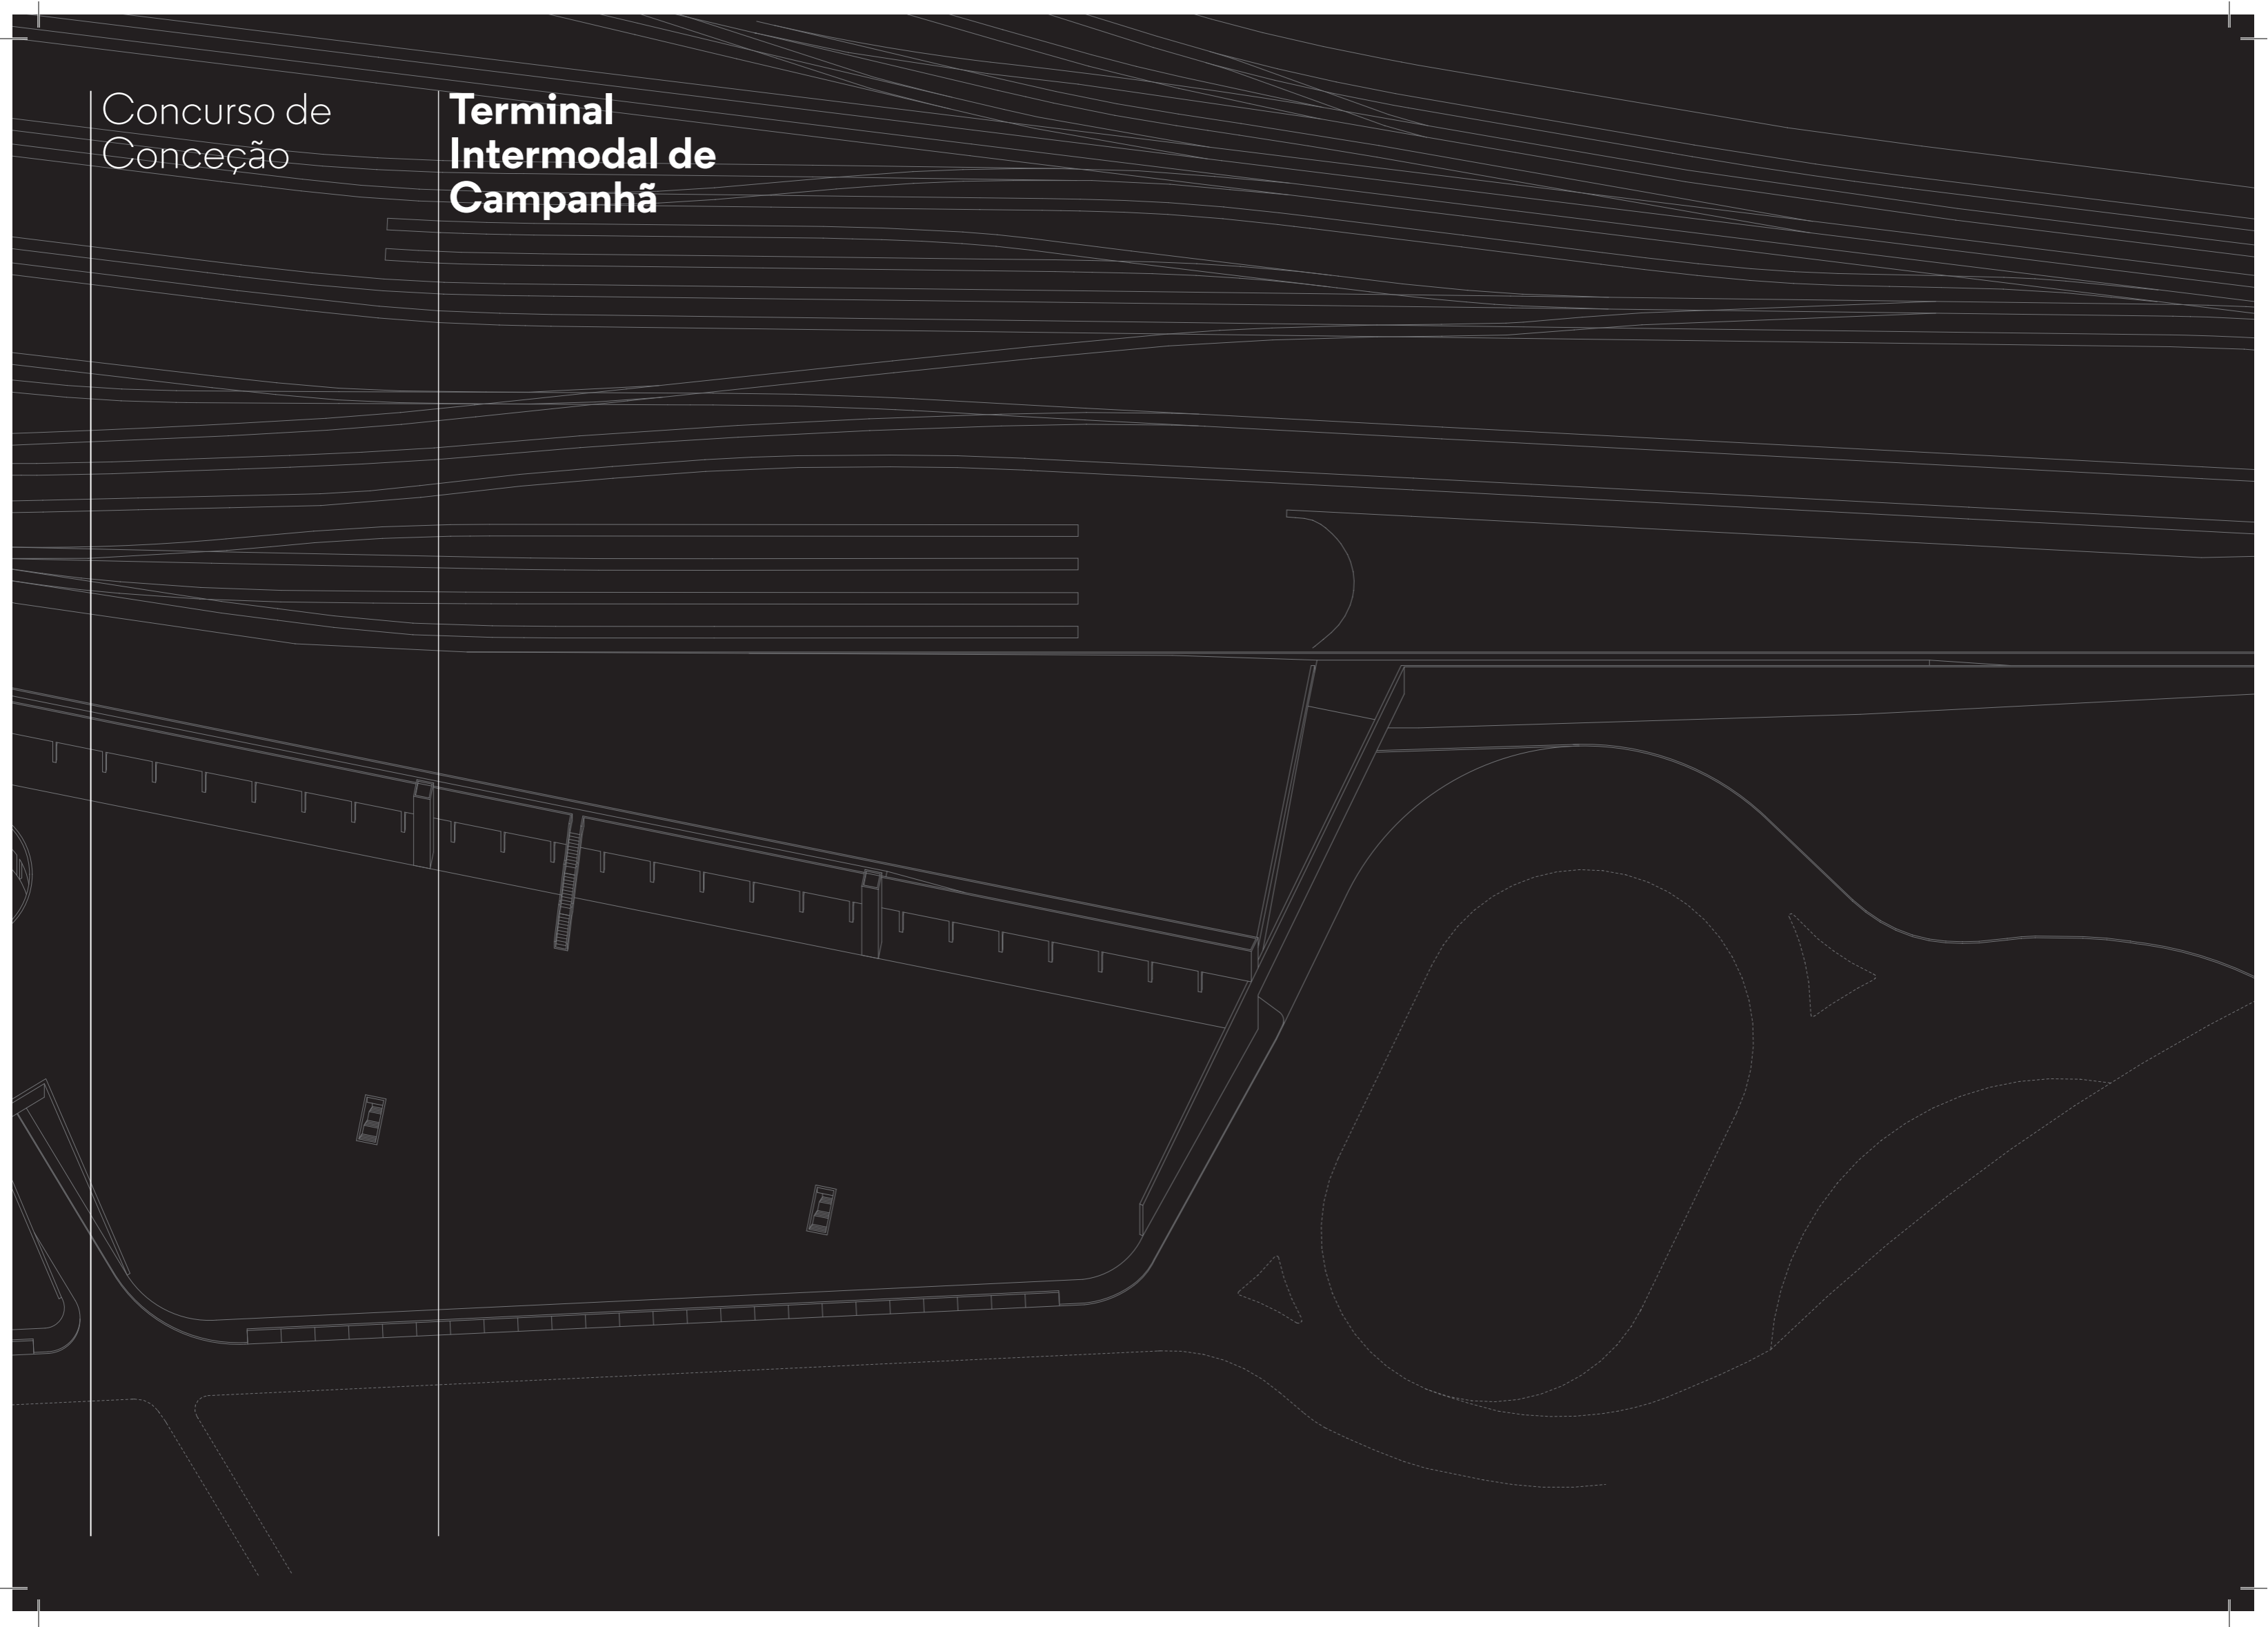 Concurso de
Conceção
Terminal
Intermodal de
Campanhã